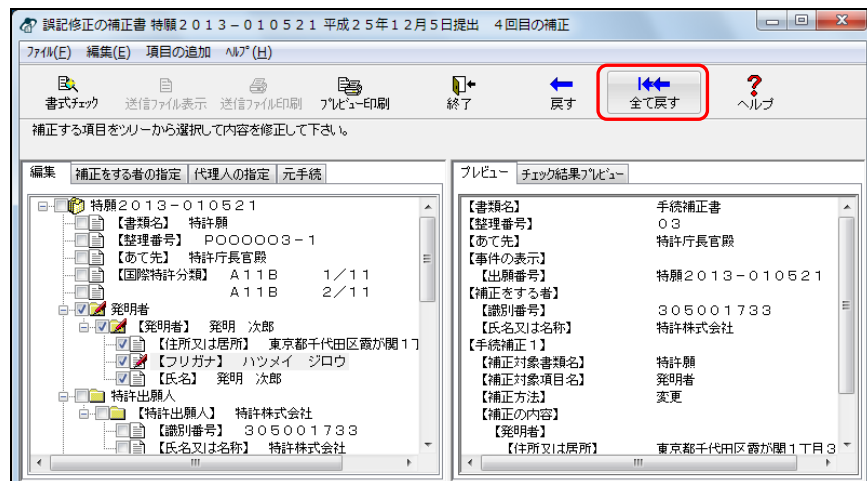 誤記修正の補正書 特願２０１３－０１０５２１ 平成２５年１２月５日提出 ４回目の補正
ﾌｧｲﾙ(F) 編集(E) 項目の追加 ﾍﾙﾌﾟ(H)
書式ﾁｪｯｸ 送信ﾌｧｲﾙ表示 送信ﾌｧｲﾙ印刷 ﾌﾟﾚﾋﾞｭｰ印刷 終了 戻す 全て戻す ヘルプ
補正する項目をツリーから選択して内容を修正して下さい。
編集 補正をする者の指定 代理人の指定 元手続
特願２０１３－０１０５２１
【書類名】 特許願
【整理番号】 Ｐ０００００３－１
【あて先】 特許庁長官殿
【国際特許分類】 Ａ１１Ｂ １／１１
Ａ１１Ｂ ２／１１
発明者
【発明者】 発明 次郎
【住所又は居所】 東京都千代田区霞が関１丁
【フリガナ】 ハツメイ ジロウ
【氏名】 発明 次郎
特許出願人
【特許出願人】 特許株式会社
【識別番号】 ３０５００１７３３
【氏名又は名称】 特許株式会社
プレビュー ﾁｪｯｸ結果ﾌﾟﾚﾋﾞｭｰ
【書類名】 手続補正書
【整理番号】 ０３
【あて先】 特許庁長官殿
【事件の表示】
【出願番号】 特願２０１３－０１０５２１
【補正をする者】
【識別番号】 ３０５００１７３３
【氏名又は名称】 特許株式会社
【手続補正１】
【補正対象書類名】 特許願
【補正対象項目名】 発明者
【補正方法】 変更
【補正の内容】
【発明者】
【住所又は居所】 東京都千代田区霞が関１丁目３